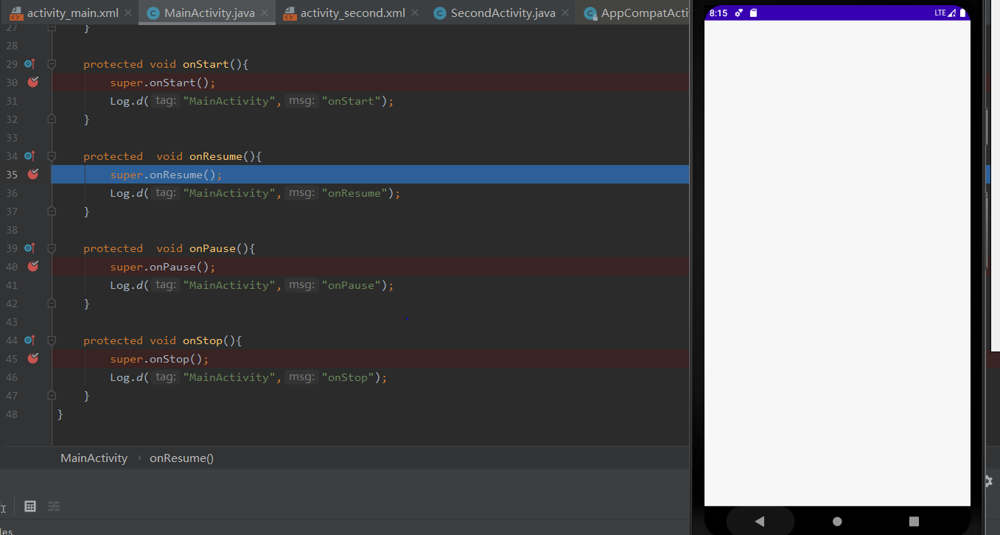 activity_main.xml MainActivity.java activity_second.xml SecondActivity.java AppCompatActi
8:15 LTE
27 }
28
29 protected void onStart(){
30 super.onStart();
31 Log.d( tag: "MainActivity", msg: "onStart");
32 }
33
34 protected  void onResume(){
35 super.onResume();
36 Log.d( tag: "MainActivity", msg: "onResume");
37 }
38
39 protected  void onPause(){
40 super.onPause();
41 Log.d( tag: "MainActivity", msg: "onPause");
42 }
43
44 protected void onStop(){
45 super.onStop();
46 Log.d( tag: "MainActivity", msg: "onStop");
47 }
48 }
MainActivity › onResume()
les